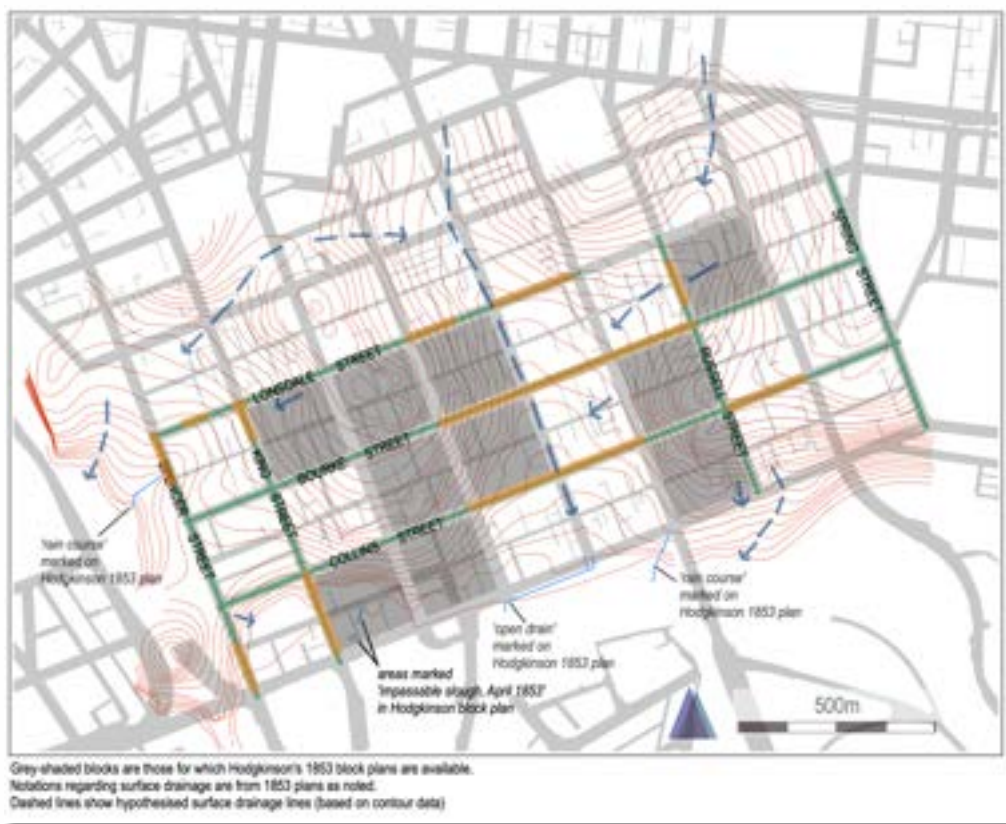 SPRING STREET
LONSDALE STREET
RUSSELL STREET
BOURKE STREET
KING STREET
STREET
COLLINS STREET
'rain course'
marked on
Hodgkinson 1853 plan
'rain course'
marked on
Hodgkinson 1853 plan
'open drain'
marked on
Hodgkinson 1853 plan
areas marked
'Impassable slough, April 1853'
in Hodgkinson block plan
500m
Grey-shaded blocks are those for which Hodgkinson's 1853 block plans are available.
Notations regarding surface drainage are from 1853 plans as noted.
Dashed lines show hypothesised surface drainage lines (based on contour data)